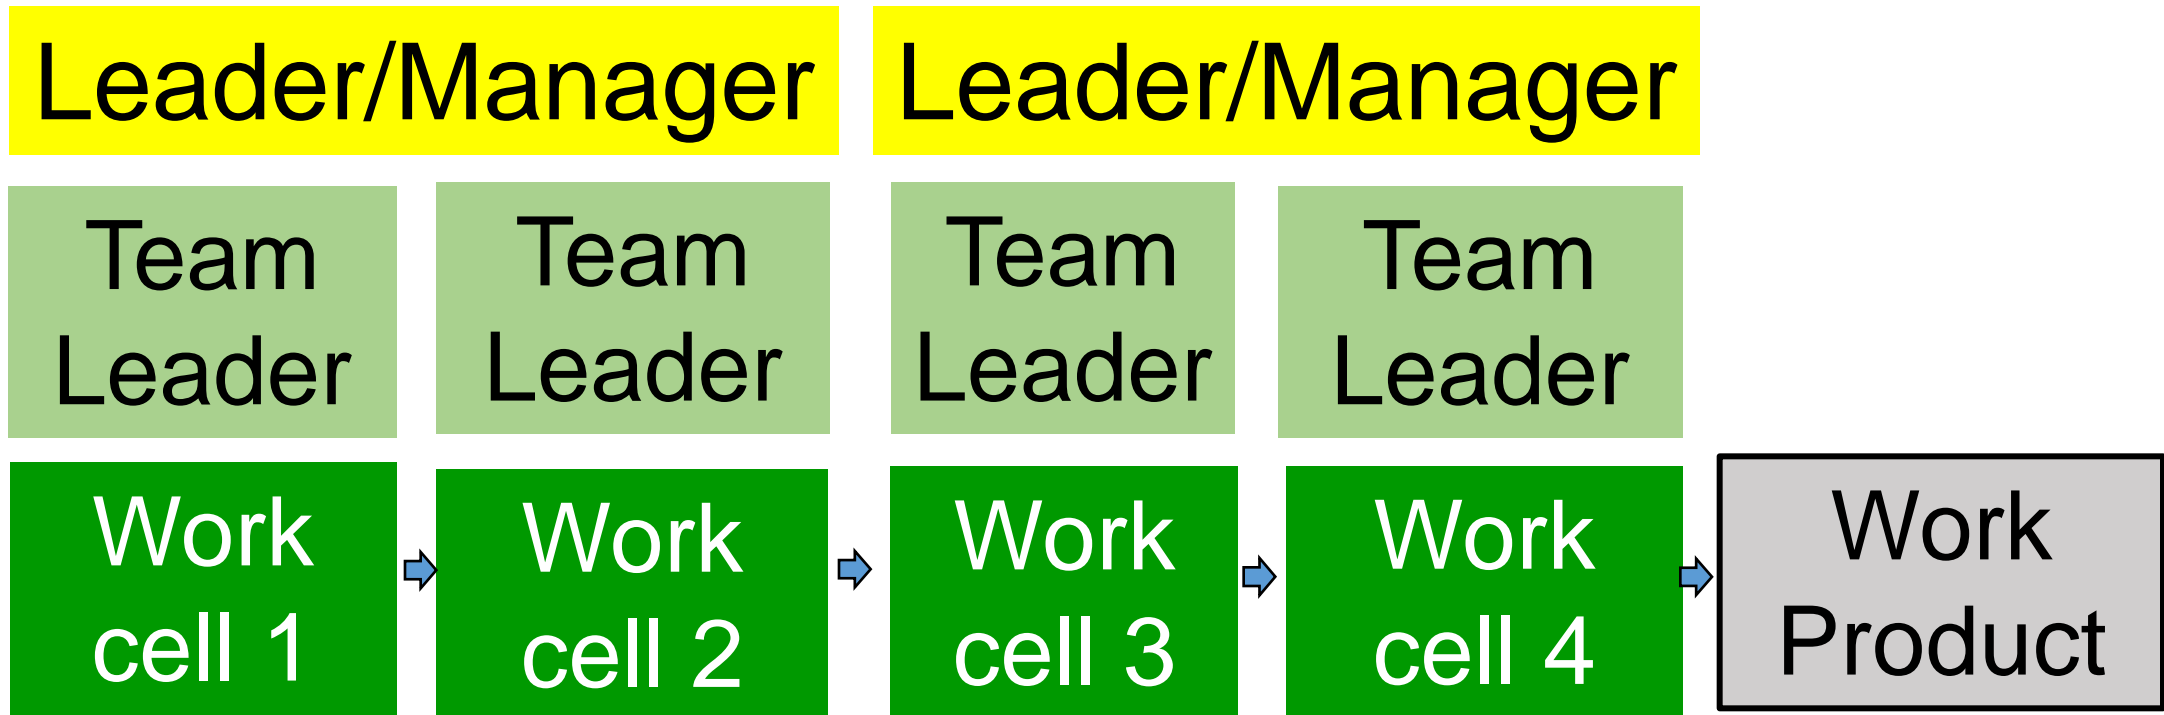 Leader/Manager
Leader/Manager
Team
Leader
Team
Leader
Team
Leader
Team
Leader
Work
cell 1
Work
cell 2
Work
cell 3
Work
cell 4
Work
Product